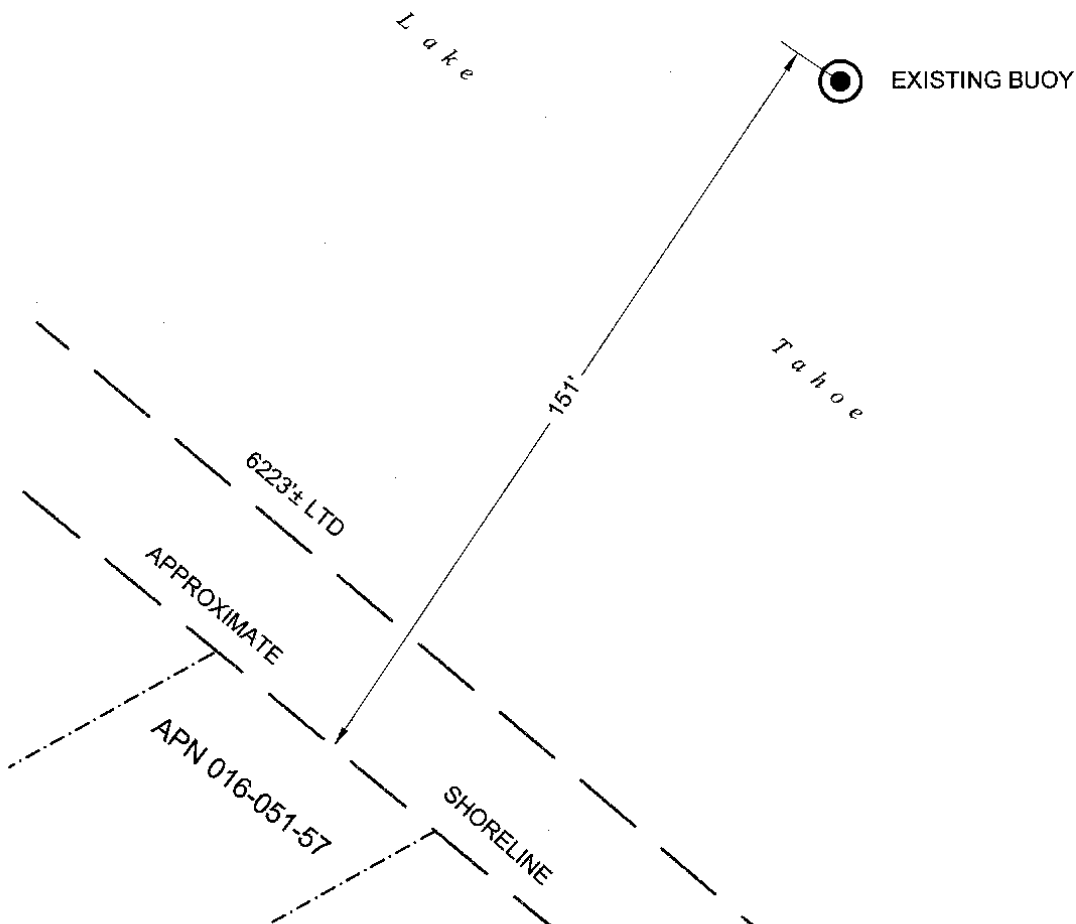 Lake
EXISTING BUOY
Tahoe
151'
6223'± LTD
APPROXIMATE
APN 016-051-57
SHORELINE